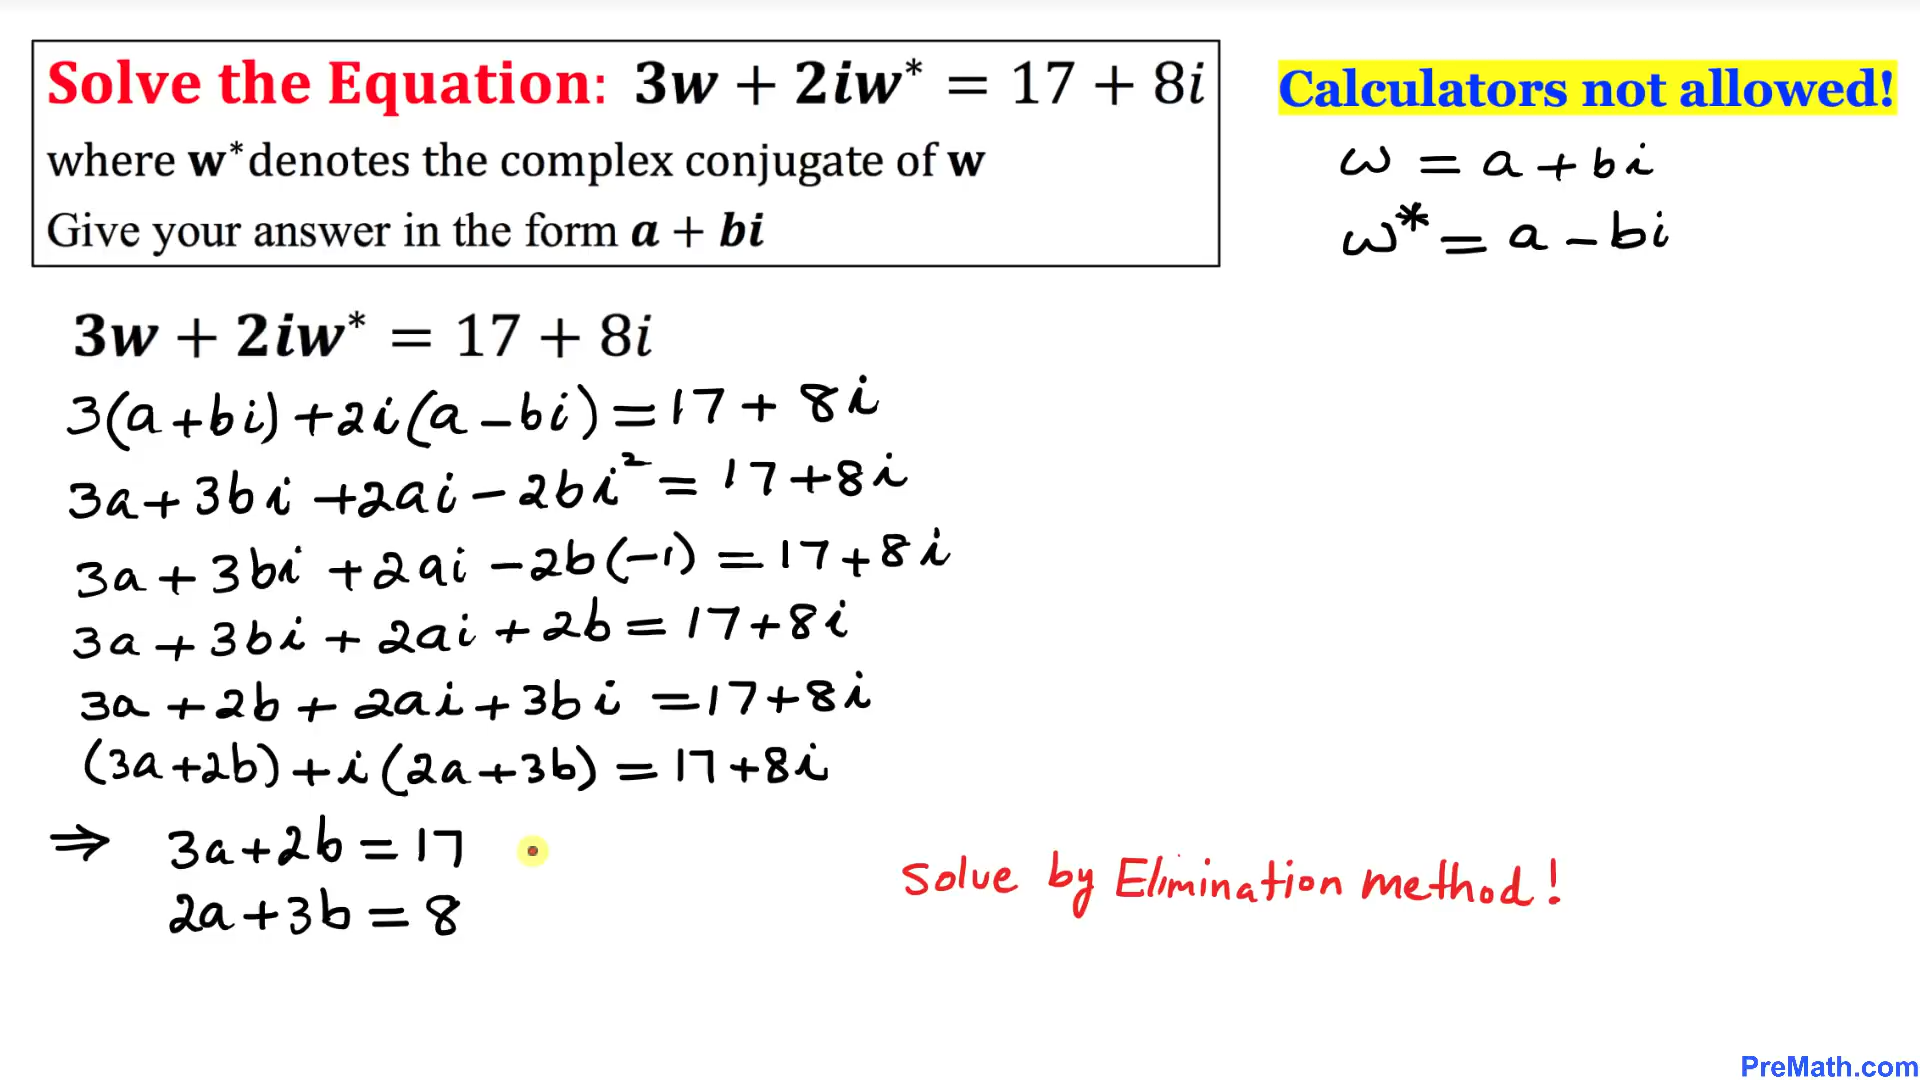 Solve the Equation: 3w + 2iw* = 17 + 8i
where w* denotes the complex conjugate of w
Give your answer in the form a + bi
Calculators not allowed!
w = a + bi
w* = a - bi
3w + 2iw* = 17 + 8i
3(a+bi) +2i(a-bi) = 17 + 8i
3a+3bi +2ai - 2bi² = 17+8i
3a+3bi +2ai -2b(-1) = 17+8i
3a+3bi+2ai+2b = 17+8i
3a+2b+2ai+3bi = 17+8i
(3a+2b)+i(2a+3b) = 17+8i
⇒ 3a+2b = 17
2a+3b = 8
Solve by Elimination method!
PreMath.com